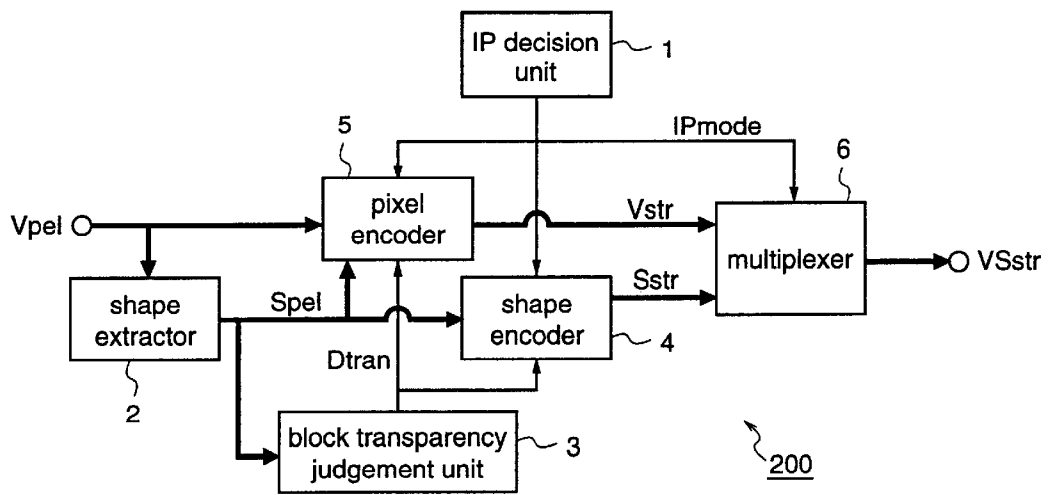 IP decision
unit
1
IPmode
5
6
Vpel
pixel
encoder
Vstr
multiplexer
VSstr
shape
extractor
2
Spel
shape
encoder
4
Sstr
Dtran
block transparency
judgement unit
3
200